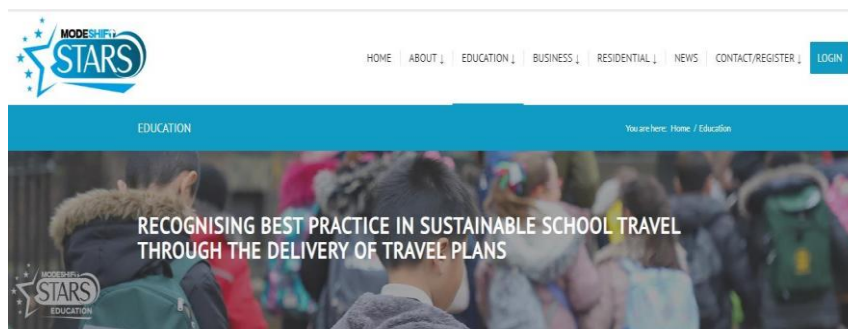 MODESHIFT
STARS
HOME ABOUT ↓ EDUCATION ↓ BUSINESS ↓ RESIDENTIAL ↓ NEWS CONTACT/REGISTER ↓ LOGIN
EDUCATION You are here: Home / Education
RECOGNISING BEST PRACTICE IN SUSTAINABLE SCHOOL TRAVEL
THROUGH THE DELIVERY OF TRAVEL PLANS
MODESHIFT
STARS
EDUCATION